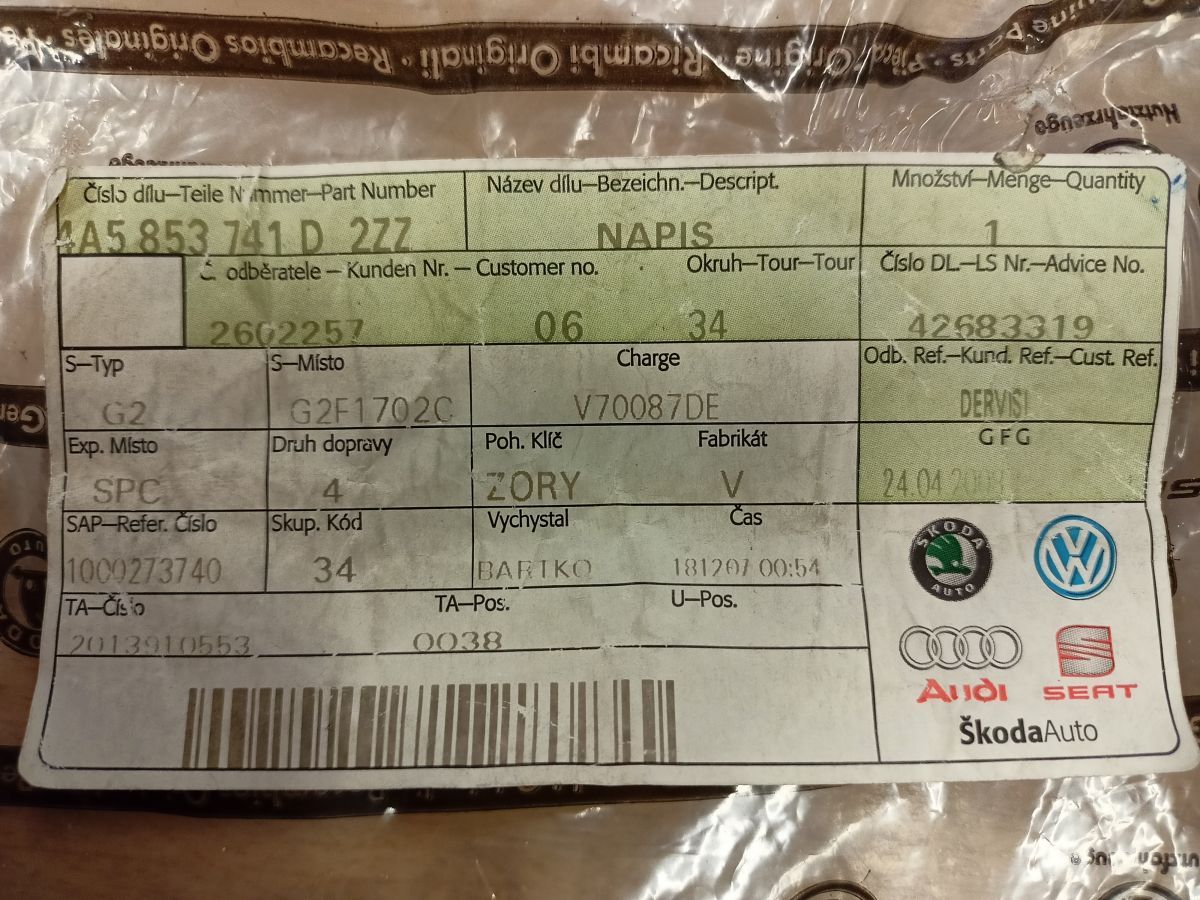 Recambios Originales
Ricambi Originali
Nutzfahrzeuge
Číslo dílu–Teile Nummer–Part Number
Název dílu–Bezeichn.–Descript.
Množství–Menge–Quantity
4A5 853 741 D 2ZZ
NAPIS
1
Č. odběratele – Kunden Nr. – Customer no.
Okruh–Tour–Tour
Číslo DL.–LS Nr.–Advice No.
2602257
06
34
42683319
S–Typ
S–Místo
Charge
Odb. Ref.–Kund. Ref.–Cust. Ref.
G2
G2F1702C
V70087DE
DERVISI
Exp. Místo
Druh dopravy
Poh. Klíč
Fabrikát
GFG
SPC
4
ZORY
V
24.04
SAP–Refer. Číslo
Skup. Kód
Vychystal
Čas
1000273740
34
BARTKO
181207 00:54
TA–Číslo
TA–Pos.
U–Pos.
2013910553
0038
ŠKODA
AUTO
Audi
SEAT
ŠkodaAuto